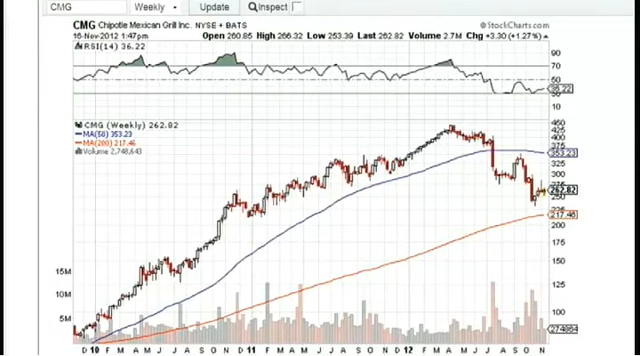 CMG Weekly Update Inspect
CMG Chipotle Mexican Grill Inc. NYSE + BATS © StockCharts.com
16-Nov-2012 1:47pm Open 260.85 High 266.32 Low 253.39 Last 262.82 Volume 2.7M Chg +3.30 (+1.27%)
RSI(14) 36.22
90
70
50
36.22
30
10
CMG (Weekly) 262.82
MA(50) 353.23
MA(200) 217.46
Volume 2,748,643
450
425
400
375
353.23
325
300
275
262.82
250
217.46
200
175
150
125
100
15M
10M
5M
2748643
D 10 F M A M J J A S O N D 11 F M A M J J A S O N D 12 F M A M J J A S O N